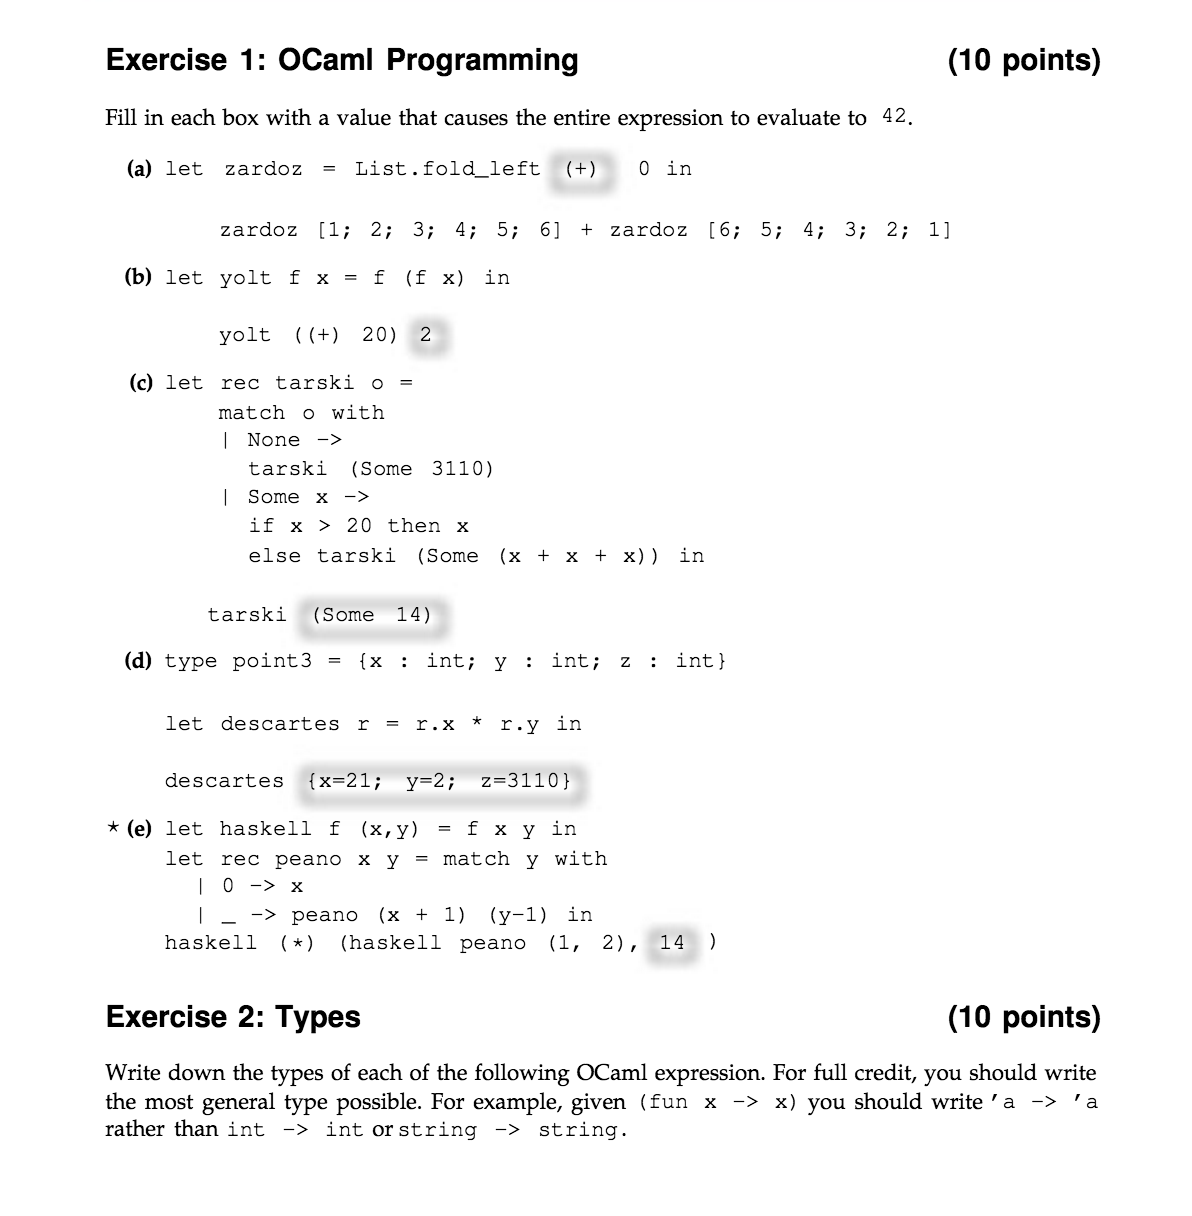 Exercise 1: OCaml Programming (10 points)
Fill in each box with a value that causes the entire expression to evaluate to 42.
(a) let zardoz = List.fold_left (+) 0 in
zardoz [1; 2; 3; 4; 5; 6] + zardoz [6; 5; 4; 3; 2; 1]
(b) let yolt f x = f (f x) in
yolt ((+) 20) 2
(c) let rec tarski o =
match o with
| None ->
tarski (Some 3110)
| Some x ->
if x > 20 then x
else tarski (Some (x + x + x)) in
tarski (Some 14)
(d) type point3 = {x : int; y : int; z : int}
let descartes r = r.x * r.y in
descartes {x=21; y=2; z=3110}
* (e) let haskell f (x,y) = f x y in
let rec peano x y = match y with
| 0 -> x
| _ -> peano (x + 1) (y-1) in
haskell (*) (haskell peano (1, 2), 14 )
Exercise 2: Types (10 points)
Write down the types of each of the following OCaml expression. For full credit, you should write
the most general type possible. For example, given (fun x -> x) you should write 'a -> 'a
rather than int -> int or string -> string.